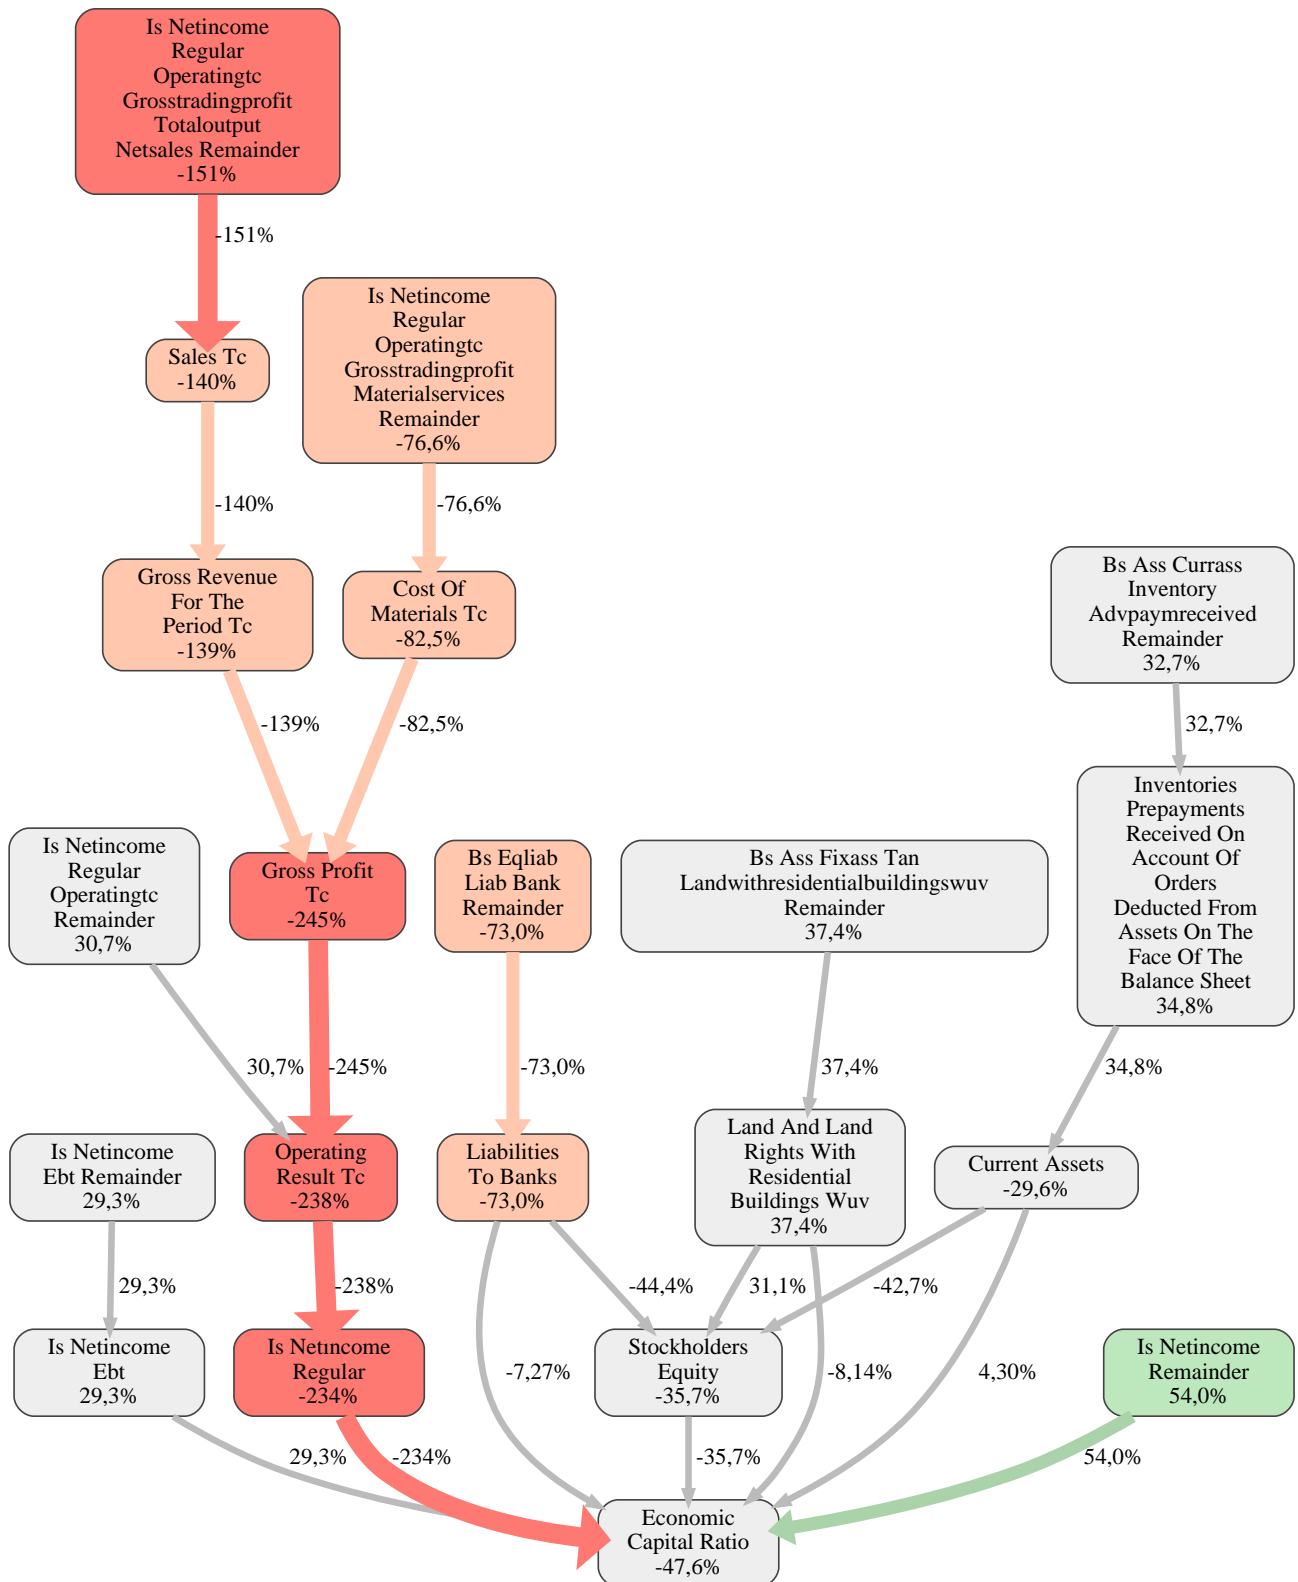 Is Netincome
Regular
Operatingtc
Grosstradingprofit
Totaloutput
Netsales Remainder
-151%
-151%
Is Netincome
Regular
Operatingtc
Grosstradingprofit
Materialservices
Remainder
-76,6%
Sales Tc
-140%
-140%
-76,6%
Gross Revenue
For The
Period Tc
-139%
Cost Of
Materials Tc
-82,5%
Bs Ass Currass
Inventory
Advpaymreceived
Remainder
32,7%
-139%
-82,5%
32,7%
Is Netincome
Regular
Operatingtc
Remainder
30,7%
Gross Profit
Tc
-245%
Bs Eqliab
Liab Bank
Remainder
-73,0%
Bs Ass Fixass Tan
Landwithresidentialbuildingswuv
Remainder
37,4%
Inventories
Prepayments
Received On
Account Of
Orders
Deducted From
Assets On The
Face Of The
Balance Sheet
34,8%
30,7%
-245%
-73,0%
37,4%
34,8%
Is Netincome
Ebt Remainder
29,3%
Operating
Result Tc
-238%
Liabilities
To Banks
-73,0%
Land And Land
Rights With
Residential
Buildings Wuv
37,4%
Current Assets
-29,6%
29,3%
-238%
-44,4%
31,1%
-42,7%
Is Netincome
Ebt
29,3%
Is Netincome
Regular
-234%
-7,27%
Stockholders
Equity
-35,7%
-8,14%
4,30%
Is Netincome
Remainder
54,0%
29,3%
-234%
-35,7%
54,0%
Economic
Capital Ratio
-47,6%